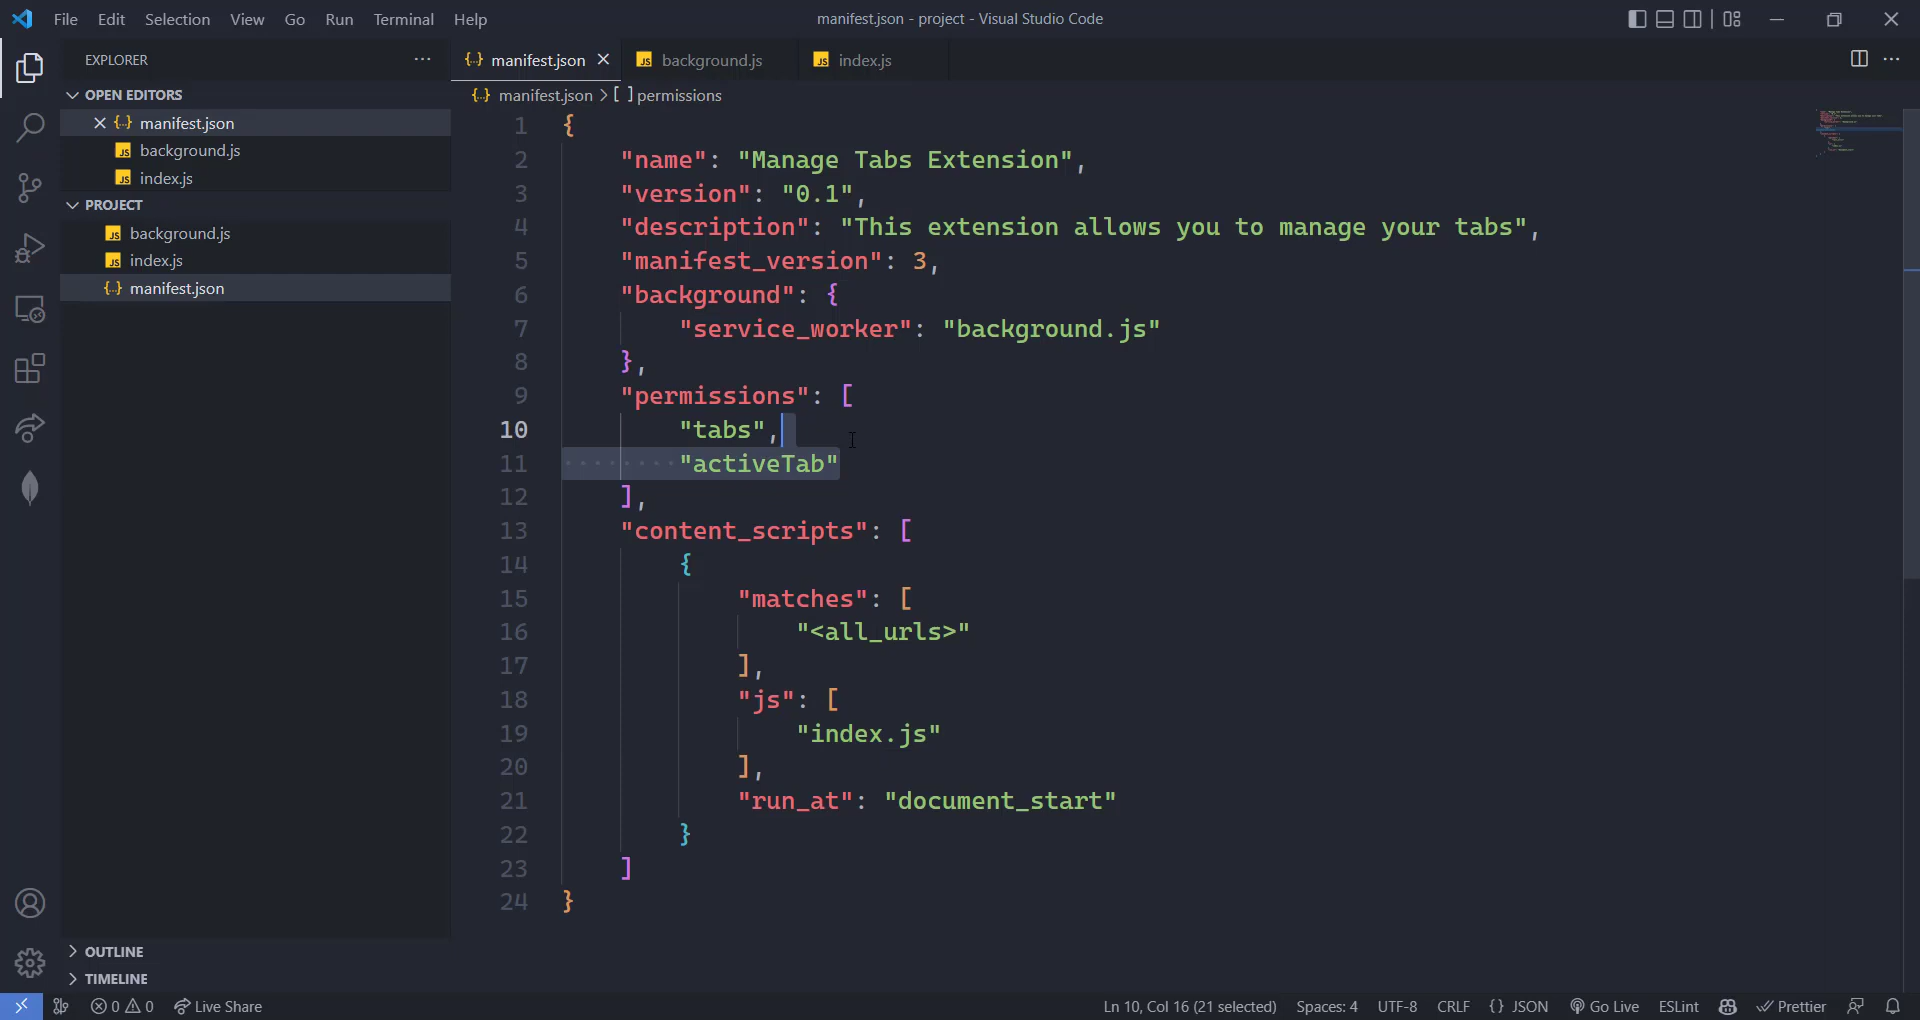 File Edit Selection View Go Run Terminal Help
manifest.json - project - Visual Studio Code
EXPLORER
OPEN EDITORS
{..} manifest.json
JS background.js
JS index.js
PROJECT
JS background.js
JS index.js
{..} manifest.json
OUTLINE
TIMELINE
{..} manifest.json
JS background.js
JS index.js
{..} manifest.json > [ ] permissions
1 {
2 "name": "Manage Tabs Extension",
3 "version": "0.1",
4 "description": "This extension allows you to manage your tabs",
5 "manifest_version": 3,
6 "background": {
7 "service_worker": "background.js"
8 },
9 "permissions": [
10 "tabs",
11 "activeTab"
12 ],
13 "content_scripts": [
14 {
15 "matches": [
16 "<all_urls>"
17 ],
18 "js": [
19 "index.js"
20 ],
21 "run_at": "document_start"
22 }
23 ]
24 }
0 0 Live Share
Ln 10, Col 16 (21 selected) Spaces: 4 UTF-8 CRLF {} JSON Go Live ESLint Prettier